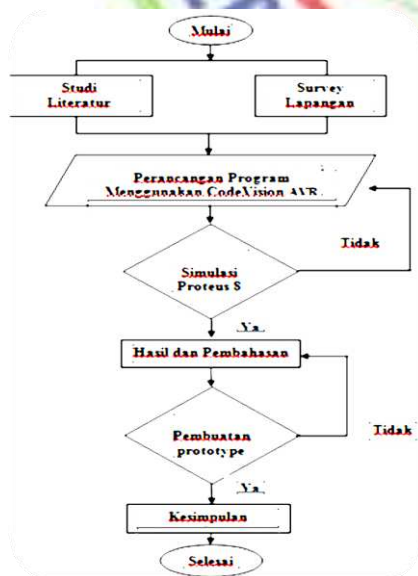 Mulai
Studi
Literatur
Survey
Lapangan
Perancangan Program
Menggunakan CodeVision AVR
Tidak
Simulasi
Proteus 8
Ya
Hasil dan Pembahasan
Pembuatan
prototype
Tidak
Ya
Kesimpulan
Selesai